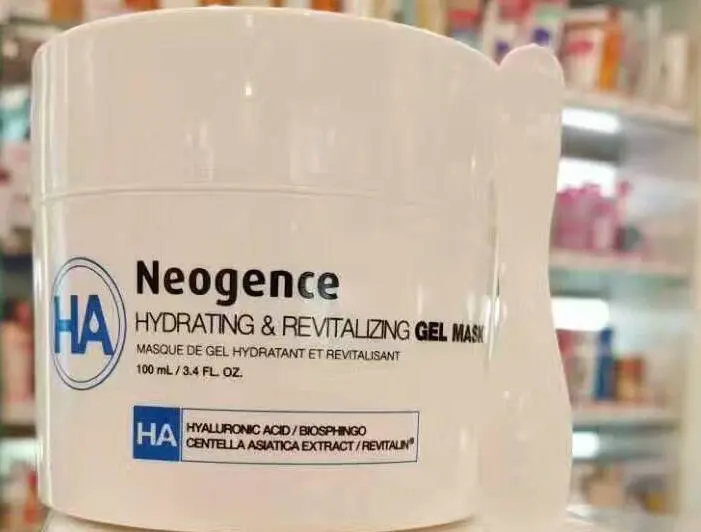 HA
Neogence
HYDRATING & REVITALIZING GEL MASK
MASQUE DE GEL HYDRATANT ET REVITALISANT
100 mL / 3.4 FL. OZ.
HA
HYALURONIC ACID / BIOSPHINGO
CENTELLA ASIATICA EXTRACT / REVITALIN®